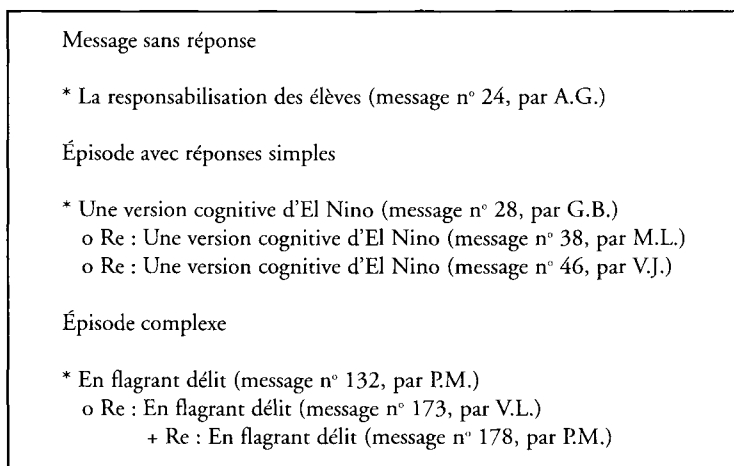 Message sans réponse
* La responsabilisation des élèves (message n° 24, par A.G.)
Épisode avec réponses simples
* Une version cognitive d'El Nino (message n° 28, par G.B.)
o Re : Une version cognitive d'El Nino (message n° 38, par M.L.)
o Re : Une version cognitive d'El Nino (message n° 46, par V.J.)
Épisode complexe
* En flagrant délit (message n° 132, par P.M.)
o Re : En flagrant délit (message n° 173, par V.L.)
+ Re : En flagrant délit (message n° 178, par P.M.)